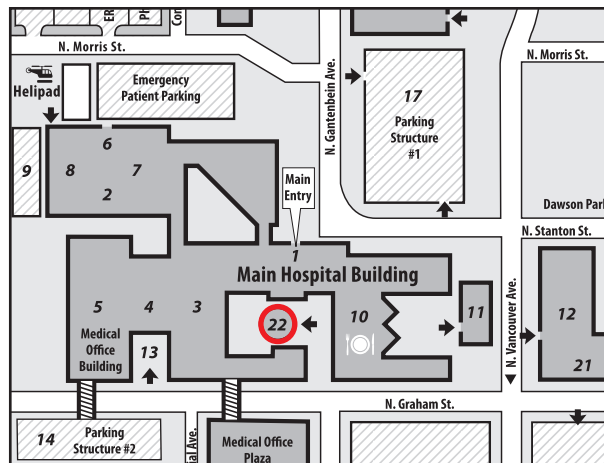 ER
N. Morris St.
Helipad
Emergency
Patient Parking
N. Gantenbein Ave.
17
Parking
Structure
#1
N. Morris St.
6
9
8
7
2
Main
Entry
Dawson Park
N. Stanton St.
1
Main Hospital Building
5
4
3
22
10
11
12
N. Vancouver Ave.
Medical
Office
Building
13
21
N. Graham St.
14
Parking
Structure #2
Medical Office
Plaza